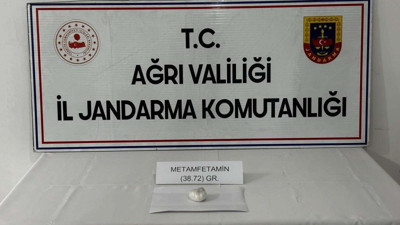 T.C.
AĞRI VALİLİĞİ
İL JANDARMA KOMUTANLIĞI
METAMFETAMİN
(38.72) GR.